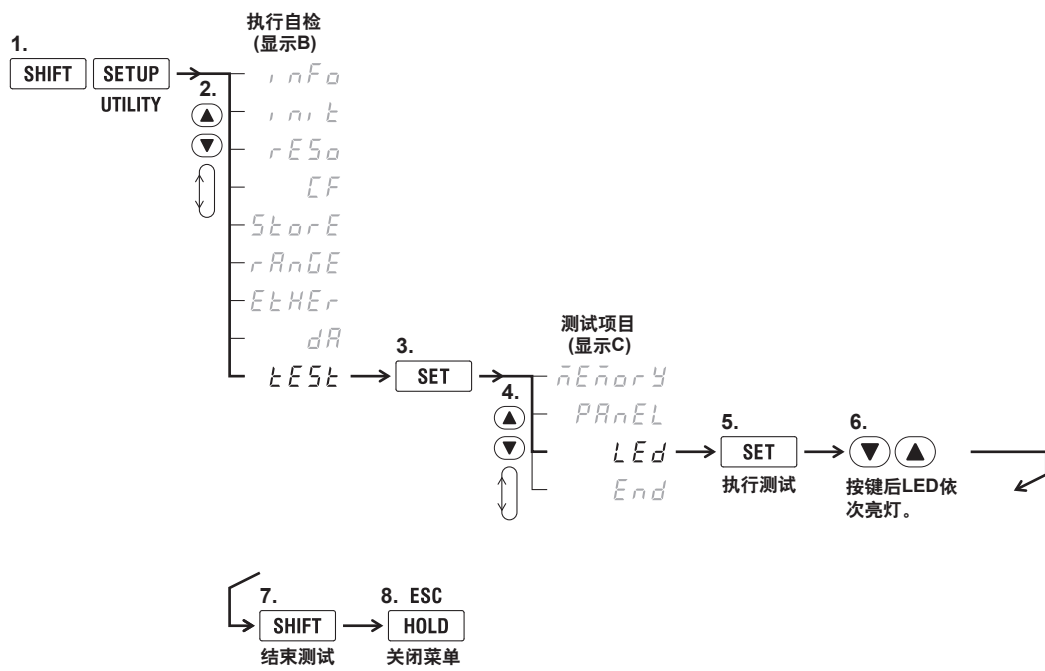 执行自检
(显示B)
1.
SHIFT SETUP
UTILITY
2.
inFo
init
rESo
CF
StorE
rAnGE
EtHEr
dA
tESt
3.
SET
测试项目
(显示C)
4.
mEmorY
PAnEL
LEd
End
5.
SET
执行测试
6.
按键后LED依
次亮灯。
7.
SHIFT
结束测试
8. ESC
HOLD
关闭菜单